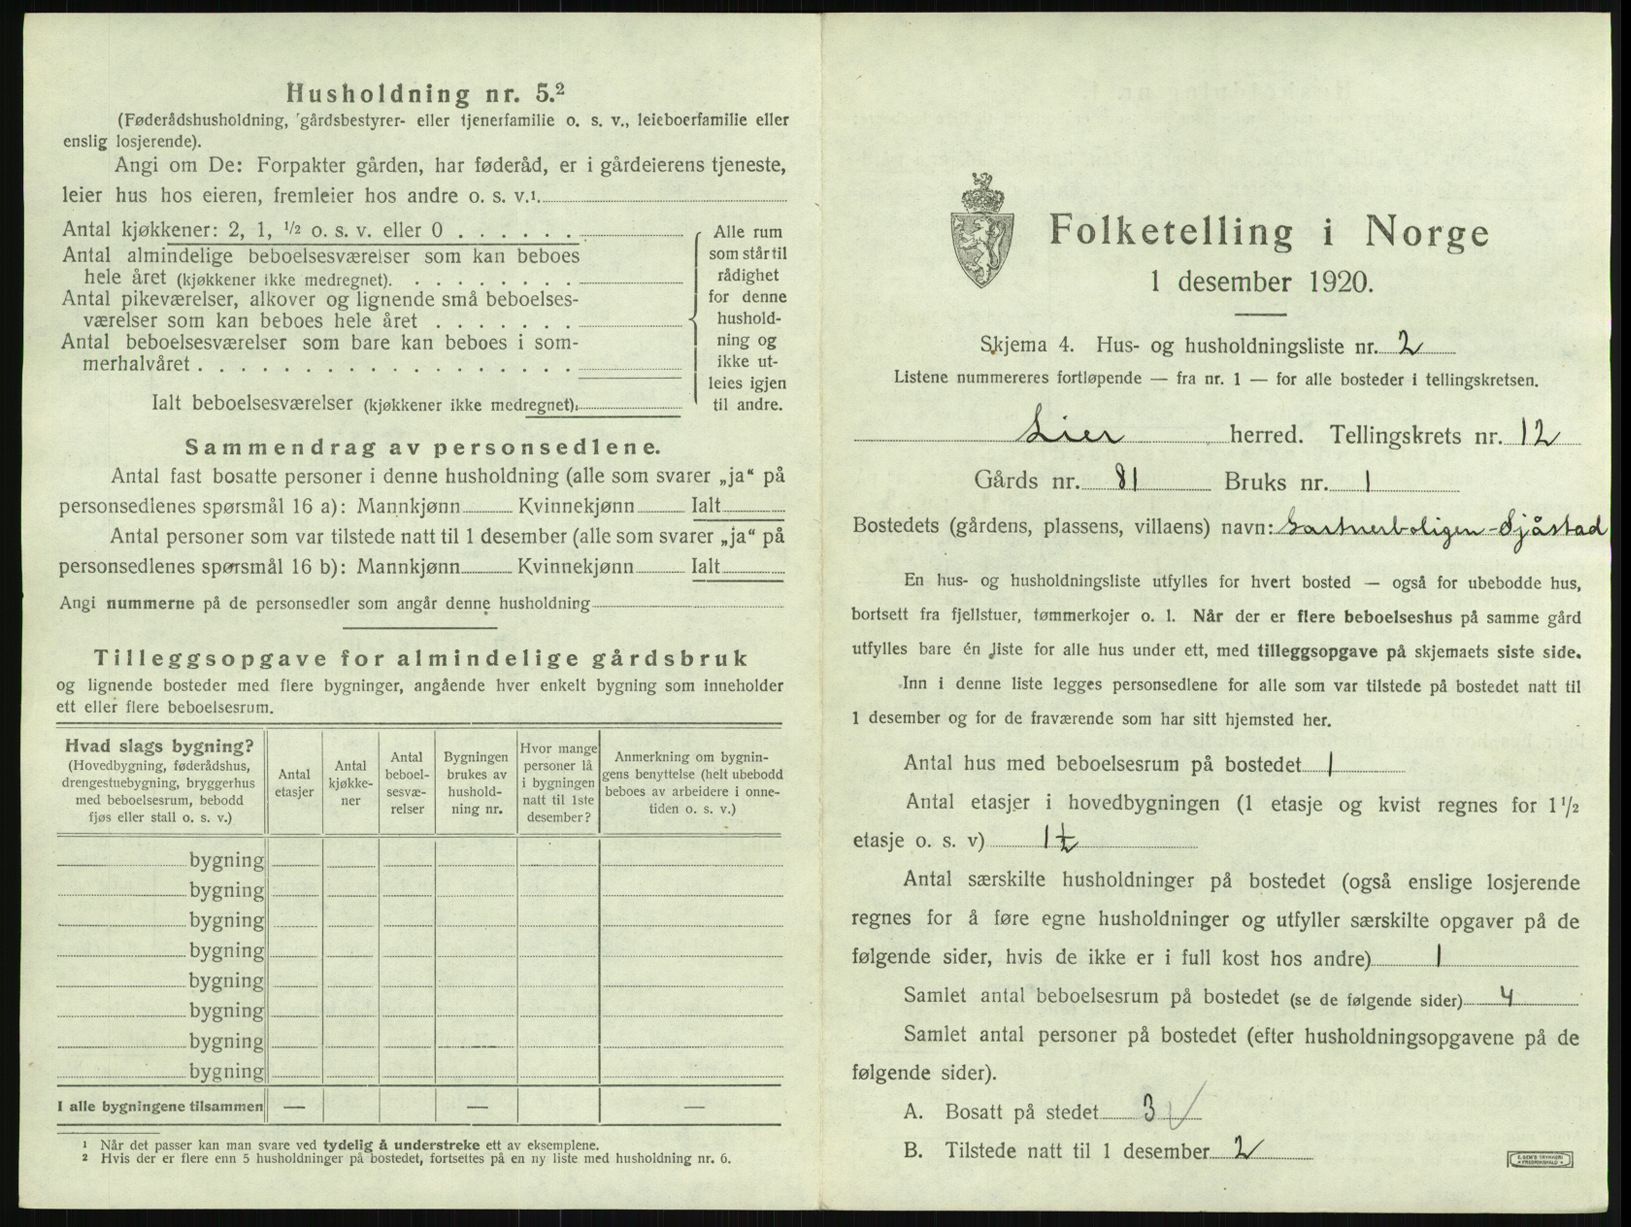 Husholdning nr. 5.²
(Føderådshusholdning, gårdsbestyrer- eller tjenerfamilie o. s. v., leieboerfamilie eller
enslig losjerende).
Angi om De: Forpakter gården, har føderåd, er i gårdeierens tjeneste,
leier hus hos eieren, fremleier hos andre o. s. v.¹
Antal kjøkkener: 2, 1, ½ o. s. v. eller 0 . . . . . .
Antal almindelige beboelsesværelser som kan beboes
hele året (kjøkkener ikke medregnet). . . . . . . . .
Antal pikeværelser, alkover og lignende små beboelses-
værelser som kan beboes hele året . . . . . . .
Antal beboelsesværelser som bare kan beboes i som-
merhalvåret . . . . . . . . . . . . . . . . . .
Ialt beboelsesværelser (kjøkkener ikke medregnet)
Alle rum
som står til
rådighet
for denne
hushold-
ning og
ikke ut-
leies igjen
til andre.
Sammendrag av personsedlene.
Antal fast bosatte personer i denne husholdning (alle som svarer „ja“ på
personsedlenes spørsmål 16 a): Mannkjønn Kvinnekjønn Ialt
Antal personer som var tilstede natt til 1 desember (alle som svarer „ja“ på
personsedlenes spørsmål 16 b): Mannkjønn Kvinnekjønn Ialt
Angi nummerne på de personsedler som angår denne husholdning
Tilleggsopgave for almindelige gårdsbruk
og lignende bosteder med flere bygninger, angående hver enkelt bygning som inneholder
ett eller flere beboelsesrum.
Hvad slags bygning?
(Hovedbygning, føderådshus,
drengestuebygning, bryggerhus
med beboelsesrum, bebodd
fjøs eller stall o. s. v.)
Antal
etasjer
Antal
kjøkke-
ner
Antal
beboel-
sesvæ-
relser
Bygningen
brukes av
hushold-
ning nr.
Hvor mange
personer lå
i bygningen
natt til 1ste
desember?
Anmerkning om bygnin-
gens benyttelse (helt ubebodd
beboes av arbeidere i onne-
tiden o. s. v.)
bygning
bygning
bygning
bygning
bygning
bygning
bygning
bygning
I alle bygningene tilsammen — — —
¹ Når det passer kan man svare ved tydelig å understreke ett av eksemplene.
² Hvis der er flere enn 5 husholdninger på bostedet, fortsettes på en ny liste med husholdning nr. 6.
Folketelling i Norge
1 desember 1920.
Skjema 4. Hus- og husholdningsliste nr. 2
Listene nummereres fortløpende — fra nr. 1 — for alle bosteder i tellingskretsen.
Lier herred. Tellingskrets nr. 12
Gårds nr. 81 Bruks nr. 1
Bostedets (gårdens, plassens, villaens) navn: Gartnerboligen - Sjåstad
En hus- og husholdningsliste utfylles for hvert bosted — også for ubebodde hus,
bortsett fra fjellstuer, tømmerkojer o. l. Når der er flere beboelseshus på samme gård
utfylles bare én liste for alle hus under ett, med tilleggsopgave på skjemaets siste side.
Inn i denne liste legges personsedlene for alle som var tilstede på bostedet natt til
1 desember og for de fraværende som har sitt hjemsted her.
Antal hus med beboelsesrum på bostedet 1
Antal etasjer i hovedbygningen (1 etasje og kvist regnes for 1½
etasje o. s. v) 1½
Antal særskilte husholdninger på bostedet (også enslige losjerende
regnes for å føre egne husholdninger og utfyller særskilte opgaver på de
følgende sider, hvis de ikke er i full kost hos andre) 1
Samlet antal beboelsesrum på bostedet (se de følgende sider) 4
Samlet antal personer på bostedet (efter husholdningsopgavene på de
følgende sider).
A. Bosatt på stedet 3 ✓
B. Tilstede natt til 1 desember 2